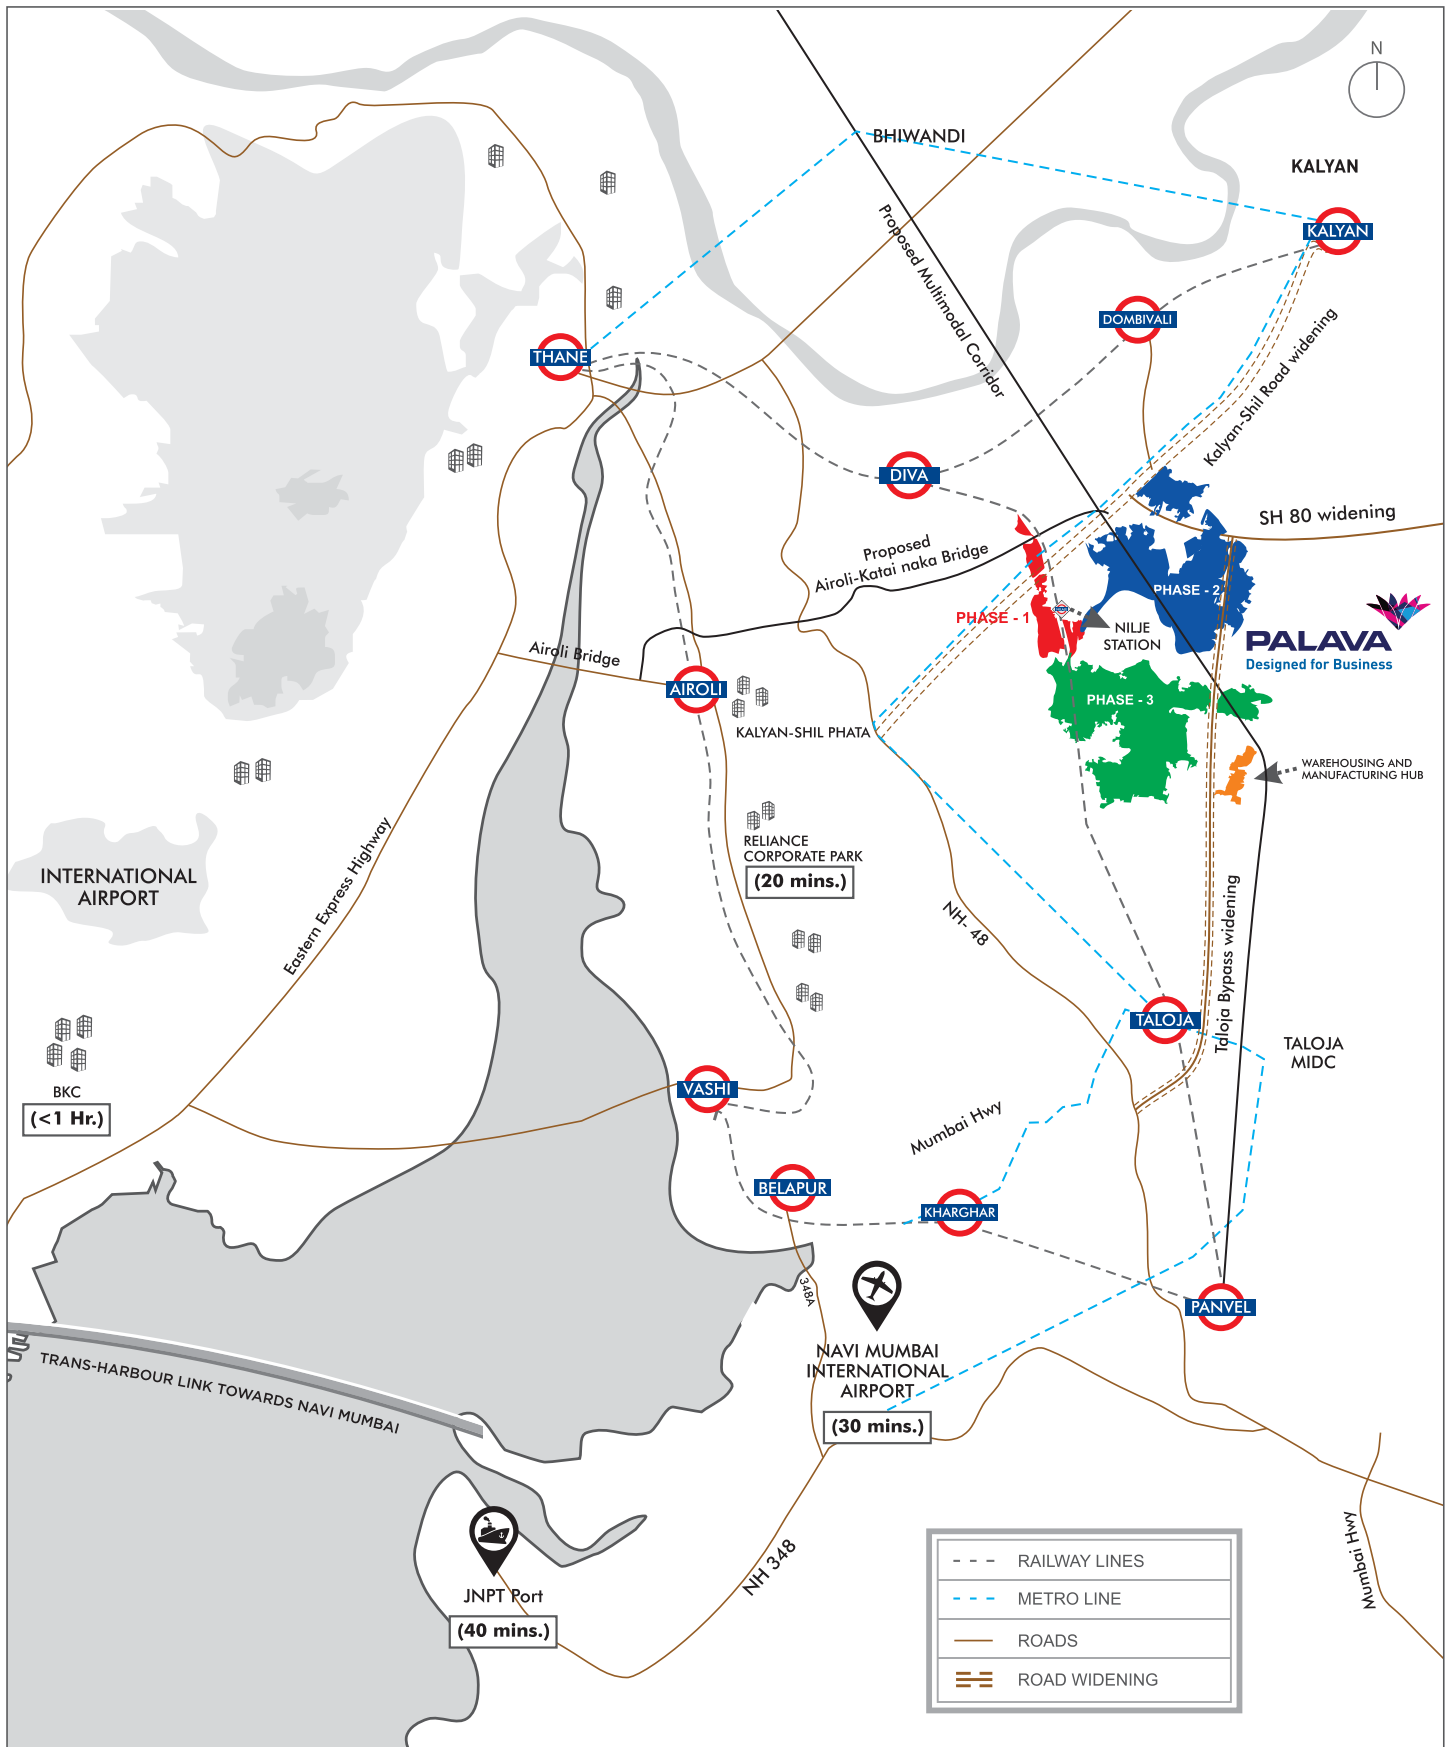 N
BHIWANDI
KALYAN
KALYAN
Proposed Multimodal Corridor
DOMBIVALI
THANE
Kalyan-Shil Road widening
DIVA
SH 80 widening
Proposed
Airoli-Katai naka Bridge
PHASE - 2
PHASE - 1
NILJE
STATION
PALAVA
Designed for Business
Airoli Bridge
AIROLI
PHASE - 3
KALYAN-SHIL PHATA
WAREHOUSING AND
MANUFACTURING HUB
RELIANCE
CORPORATE PARK
(20 mins.)
INTERNATIONAL
AIRPORT
Eastern Express Highway
NH- 48
Taloja Bypass widening
TALOJA
TALOJA
MIDC
BKC
(<1 Hr.)
VASHI
Mumbai Hwy
BELAPUR
KHARGHAR
348A
PANVEL
NAVI MUMBAI
INTERNATIONAL
AIRPORT
(30 mins.)
TRANS-HARBOUR LINK TOWARDS NAVI MUMBAI
JNPT Port
(40 mins.)
NH 348
Mumbai Hwy
RAILWAY LINES
METRO LINE
ROADS
ROAD WIDENING